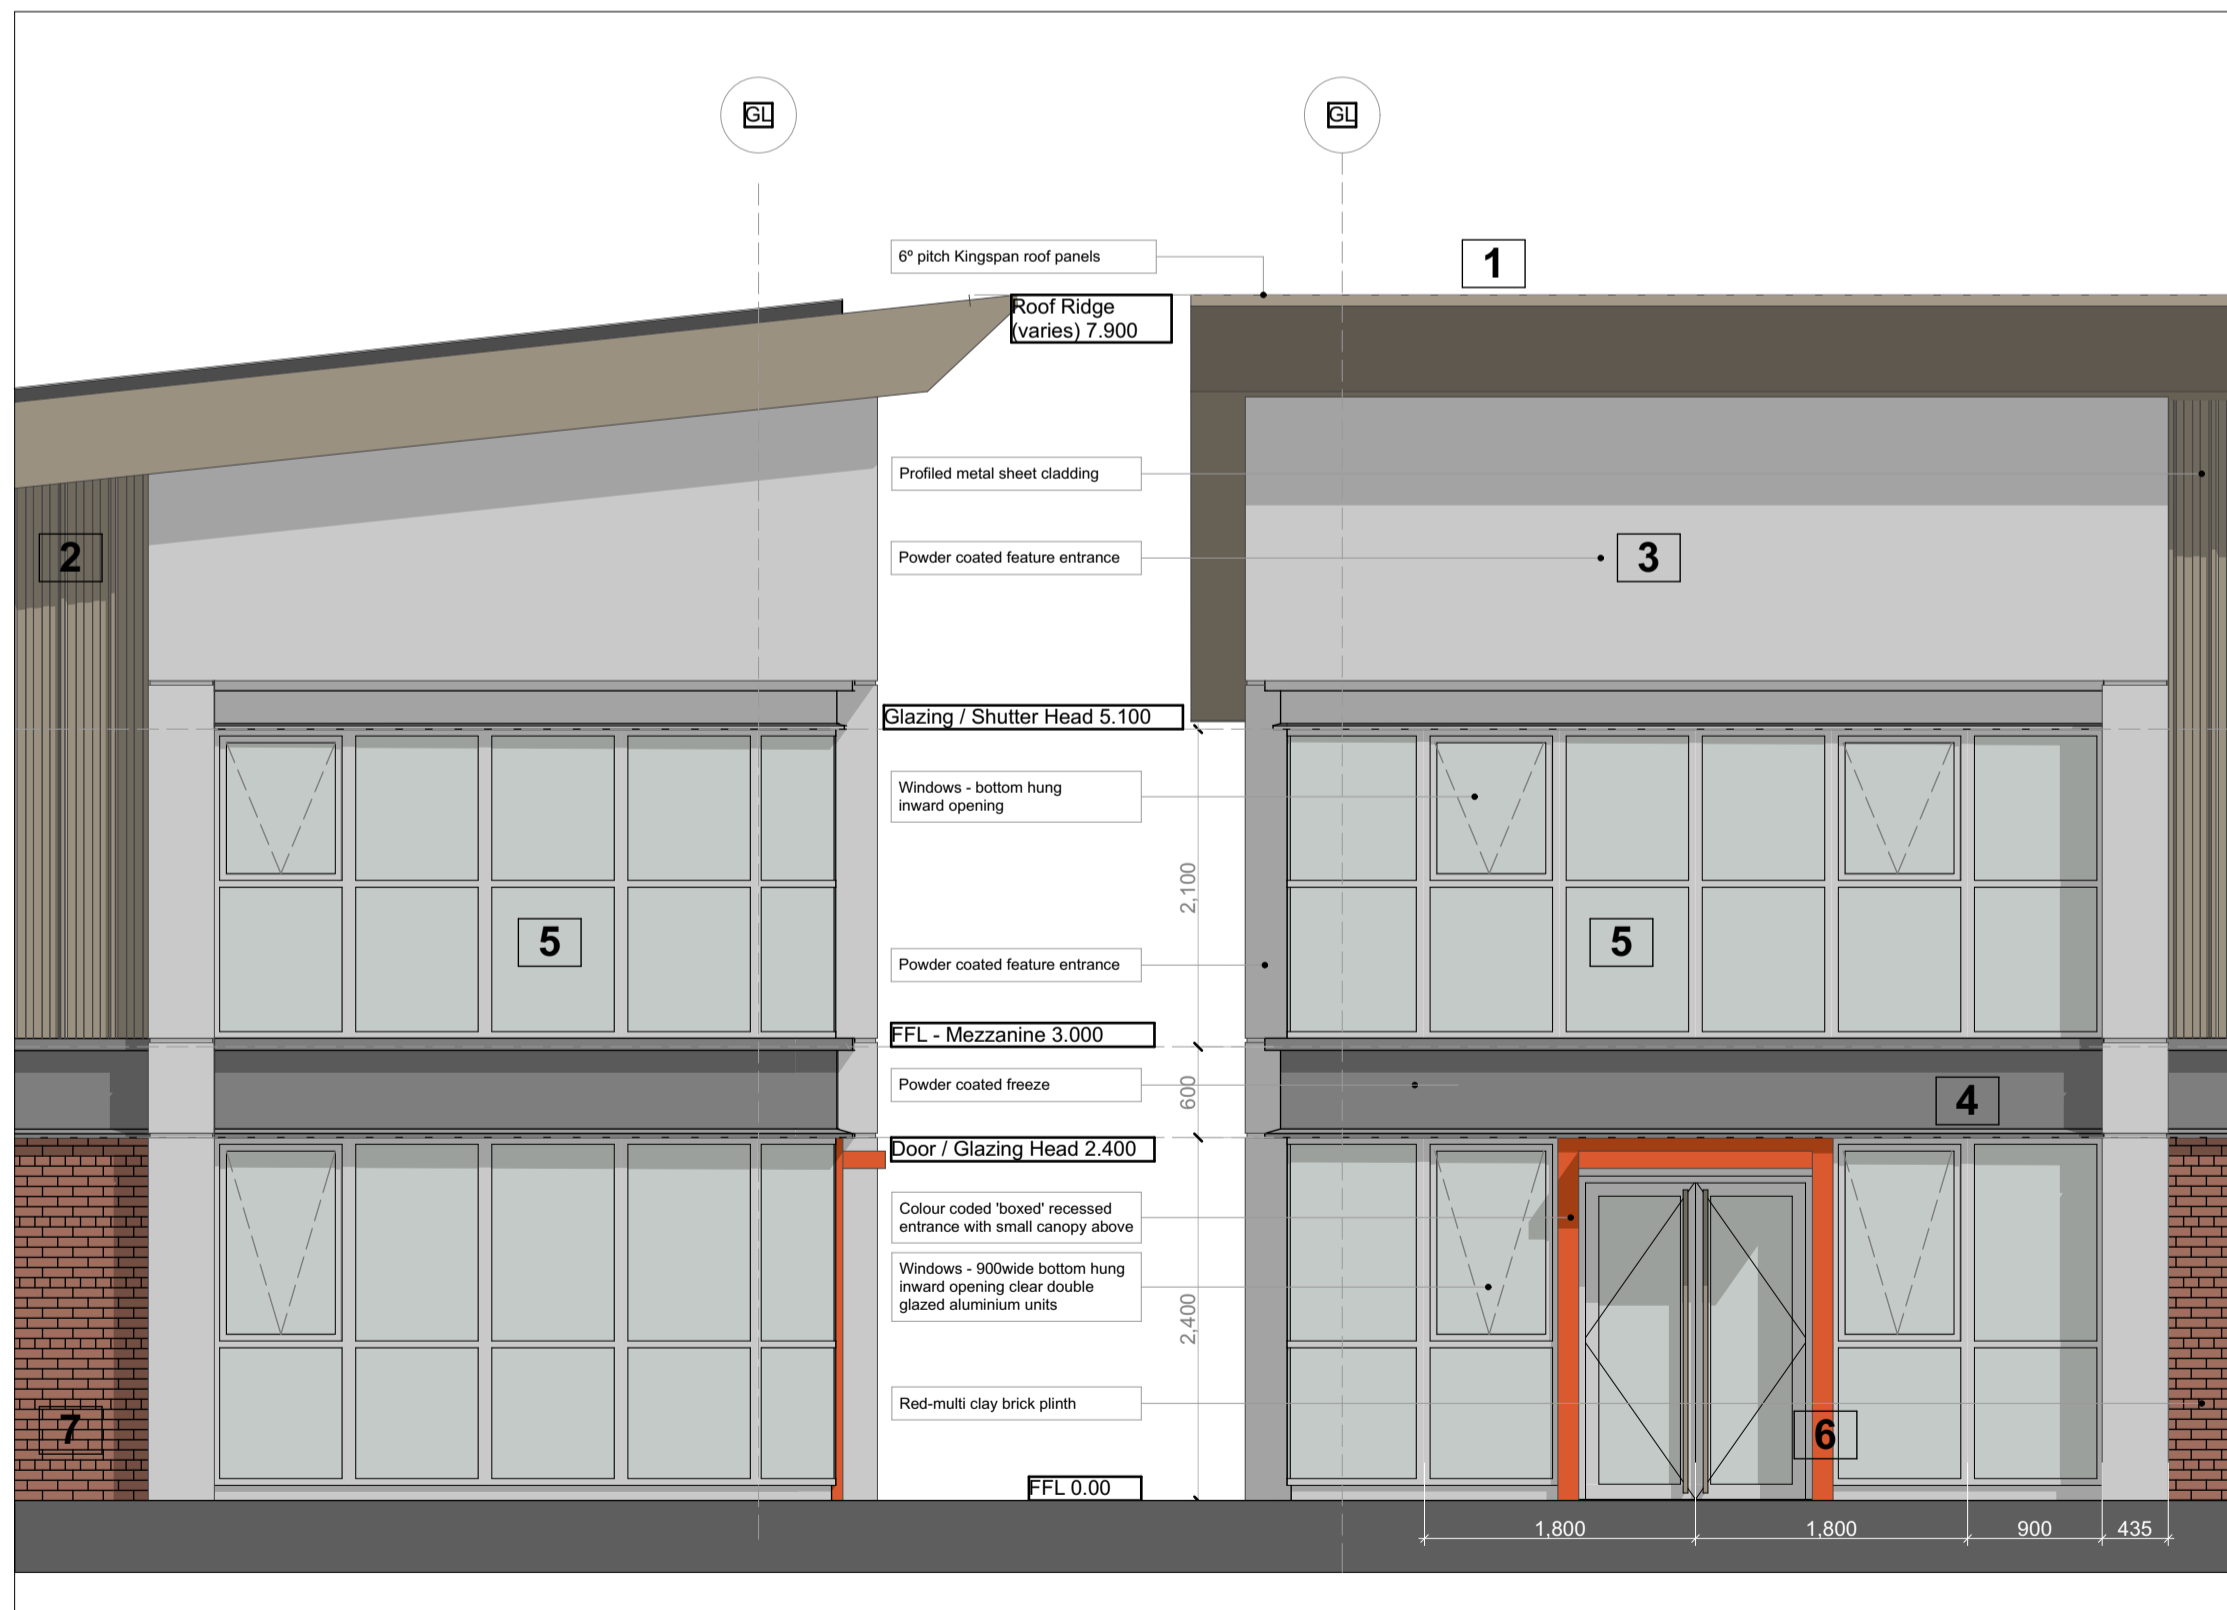 GL
GL
6º pitch Kingspan roof panels
1
Roof Ridge
(varies) 7.900
Profiled metal sheet cladding
2
Powder coated feature entrance
3
Glazing / Shutter Head 5.100
Windows - bottom hung
inward opening
2,100
5
5
Powder coated feature entrance
FFL - Mezzanine 3.000
Powder coated freeze
600
4
Door / Glazing Head 2.400
Colour coded 'boxed' recessed
entrance with small canopy above
Windows - 900wide bottom hung
inward opening clear double
glazed aluminium units
2,400
Red-multi clay brick plinth
7
6
FFL 0.00
1,800
1,800
900
435